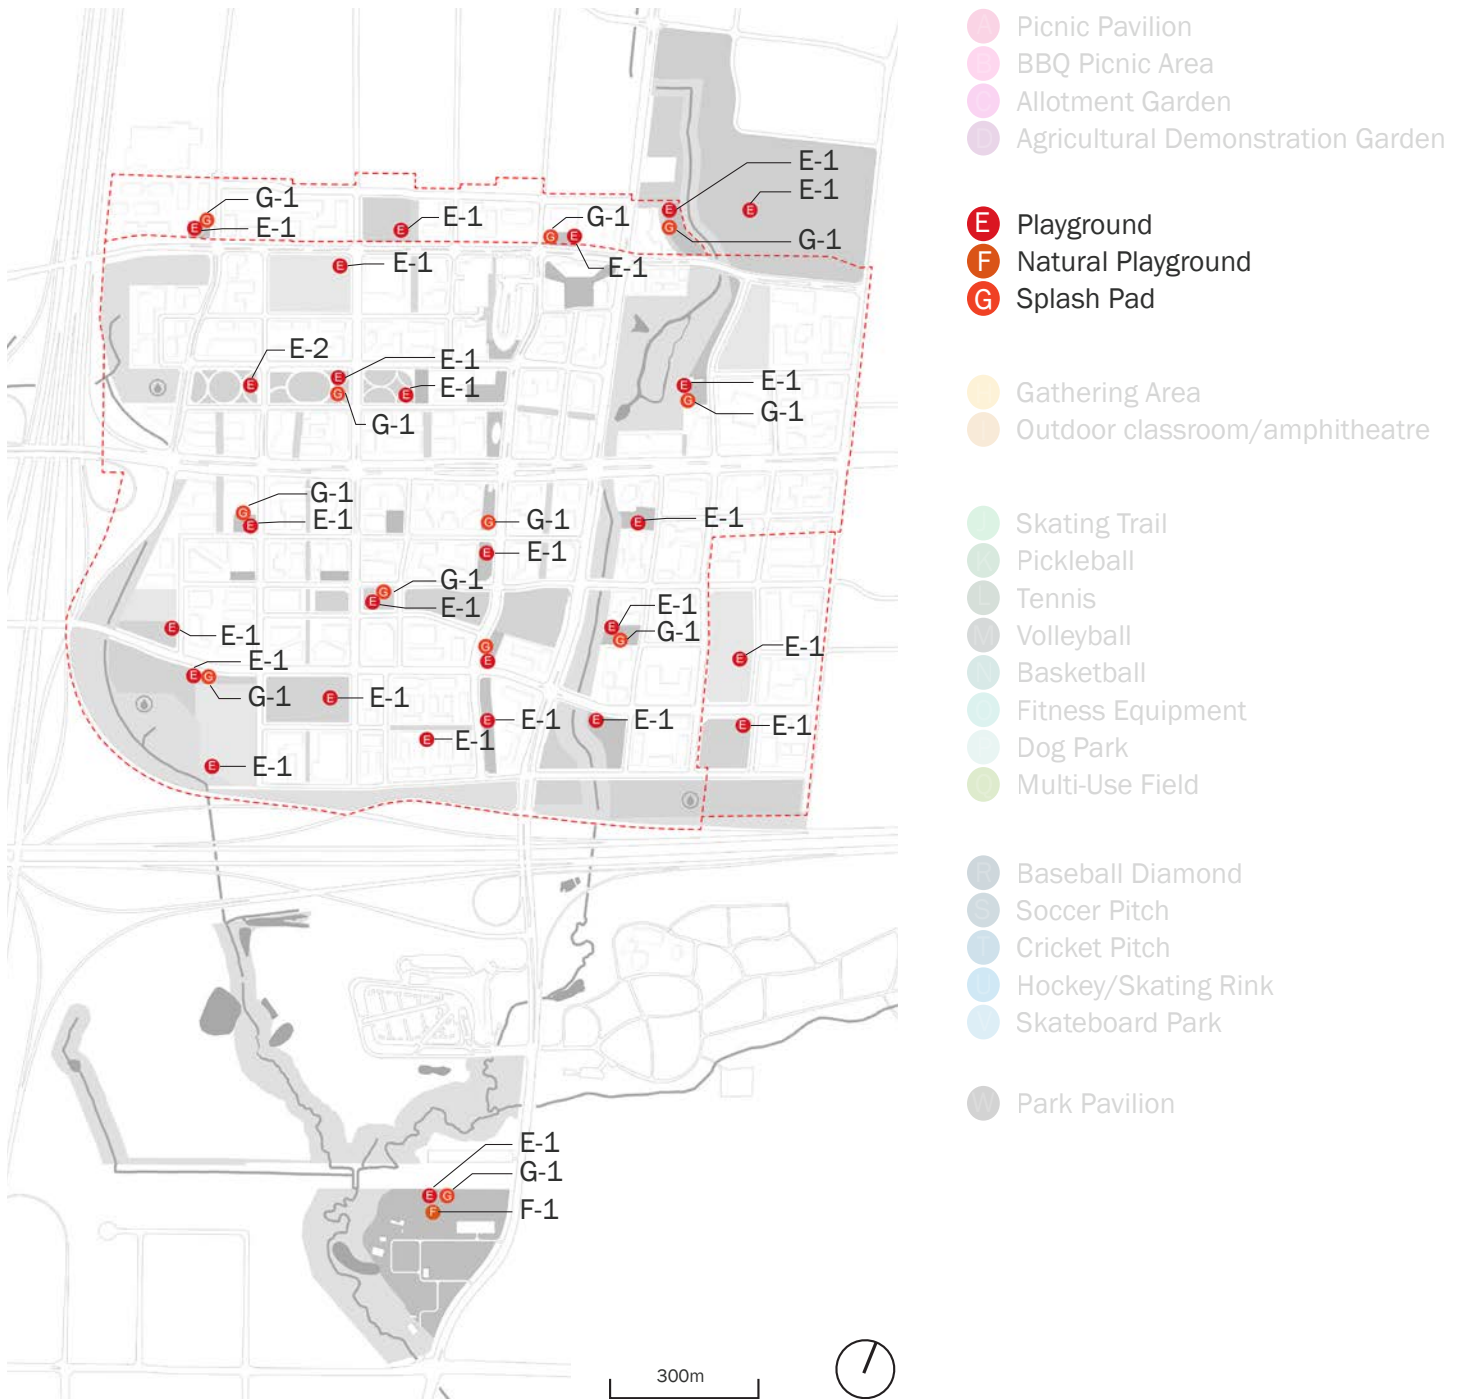 A Picnic Pavilion
B BBQ Picnic Area
Allotment Garden
D Agricultural Demonstration Garden
E Playground
F Natural Playground
G Splash Pad
Gathering Area
Outdoor classroom/amphitheatre
Skating Trail
Pickleball
Tennis
M Volleyball
N Basketball
Fitness Equipment
Dog Park
Multi-Use Field
R Baseball Diamond
S Soccer Pitch
T Cricket Pitch
U Hockey/Skating Rink
Skateboard Park
W Park Pavilion
E-1
E E-1
E
G-1
G G-1
E E-1
E E-1
G G-1
E E-1
G G-1
E E-1
E E-2
E E-1
E E-1
G G-1
E E-1
G G-1
G G-1
E E-1
G G-1
E E-1
E E-1
G G-1
E E-1
E E-1
G G-1
E E-1
G
E
E E-1
E E-1
G G-1
E E-1
E E-1
E E-1
E E-1
E E-1
E E-1
E E-1
E E-1
G G-1
F F-1
300m